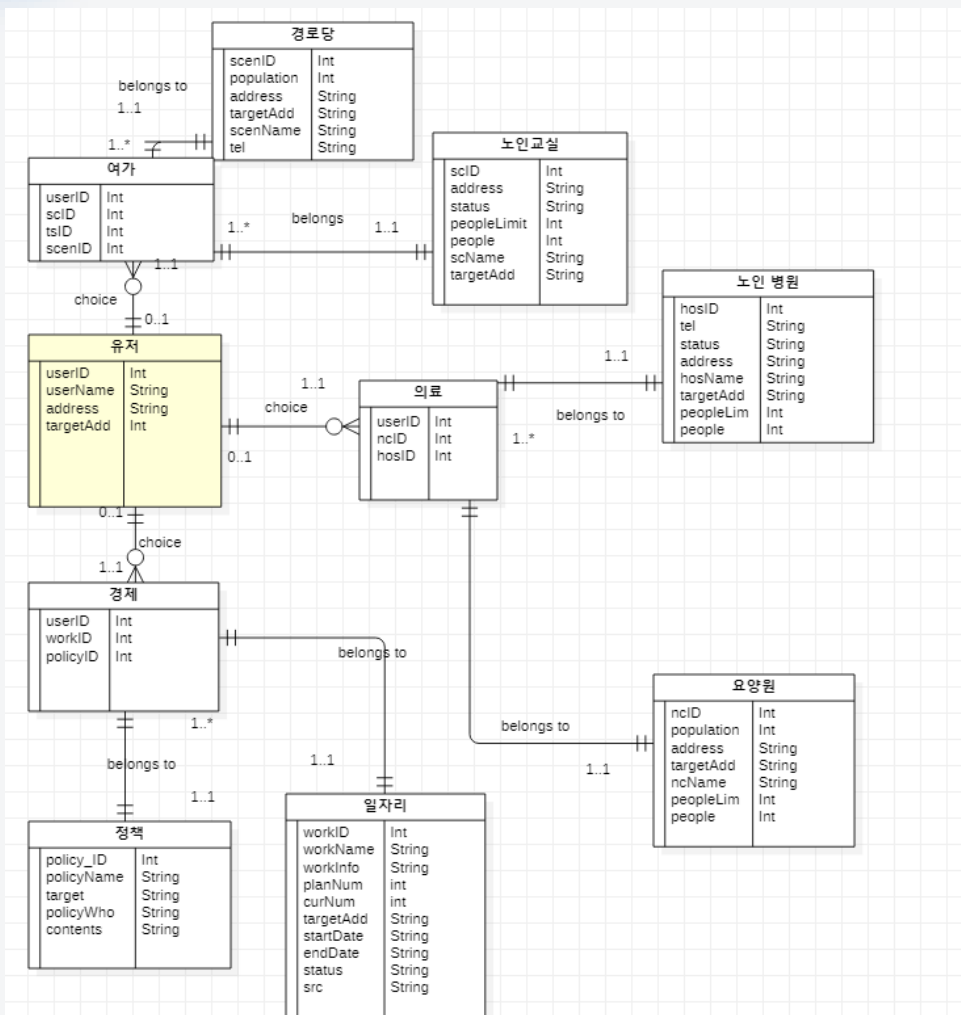 경로당
scenID Int
population Int
address String
targetAdd String
scenName String
tel String
belongs to
1..1
1..*
여가
userID Int
scID Int
tsID Int
scenID Int
노인교실
scID Int
address String
status String
peopleLimit Int
people Int
scName String
targetAdd String
1..*
belongs
1..1
1..1
choice
0..1
노인 병원
hosID Int
tel String
status String
address String
hosName String
targetAdd String
peopleLim Int
people Int
유저
userID Int
userName String
address String
targetAdd Int
1..1
choice
0..1
의료
userID Int
ncID Int
hosID Int
1..1
belongs to
1..*
0..1
choice
1..1
경제
userID Int
workID Int
policyID Int
belongs to
1..*
belongs to
1..1
1..1
belongs to
1..1
요양원
ncID Int
population Int
address String
targetAdd String
ncName String
peopleLim Int
people Int
정책
policy_ID Int
policyName String
target String
policyWho String
contents String
일자리
workID Int
workName String
workInfo String
planNum int
curNum int
targetAdd String
startDate String
endDate String
status String
src String